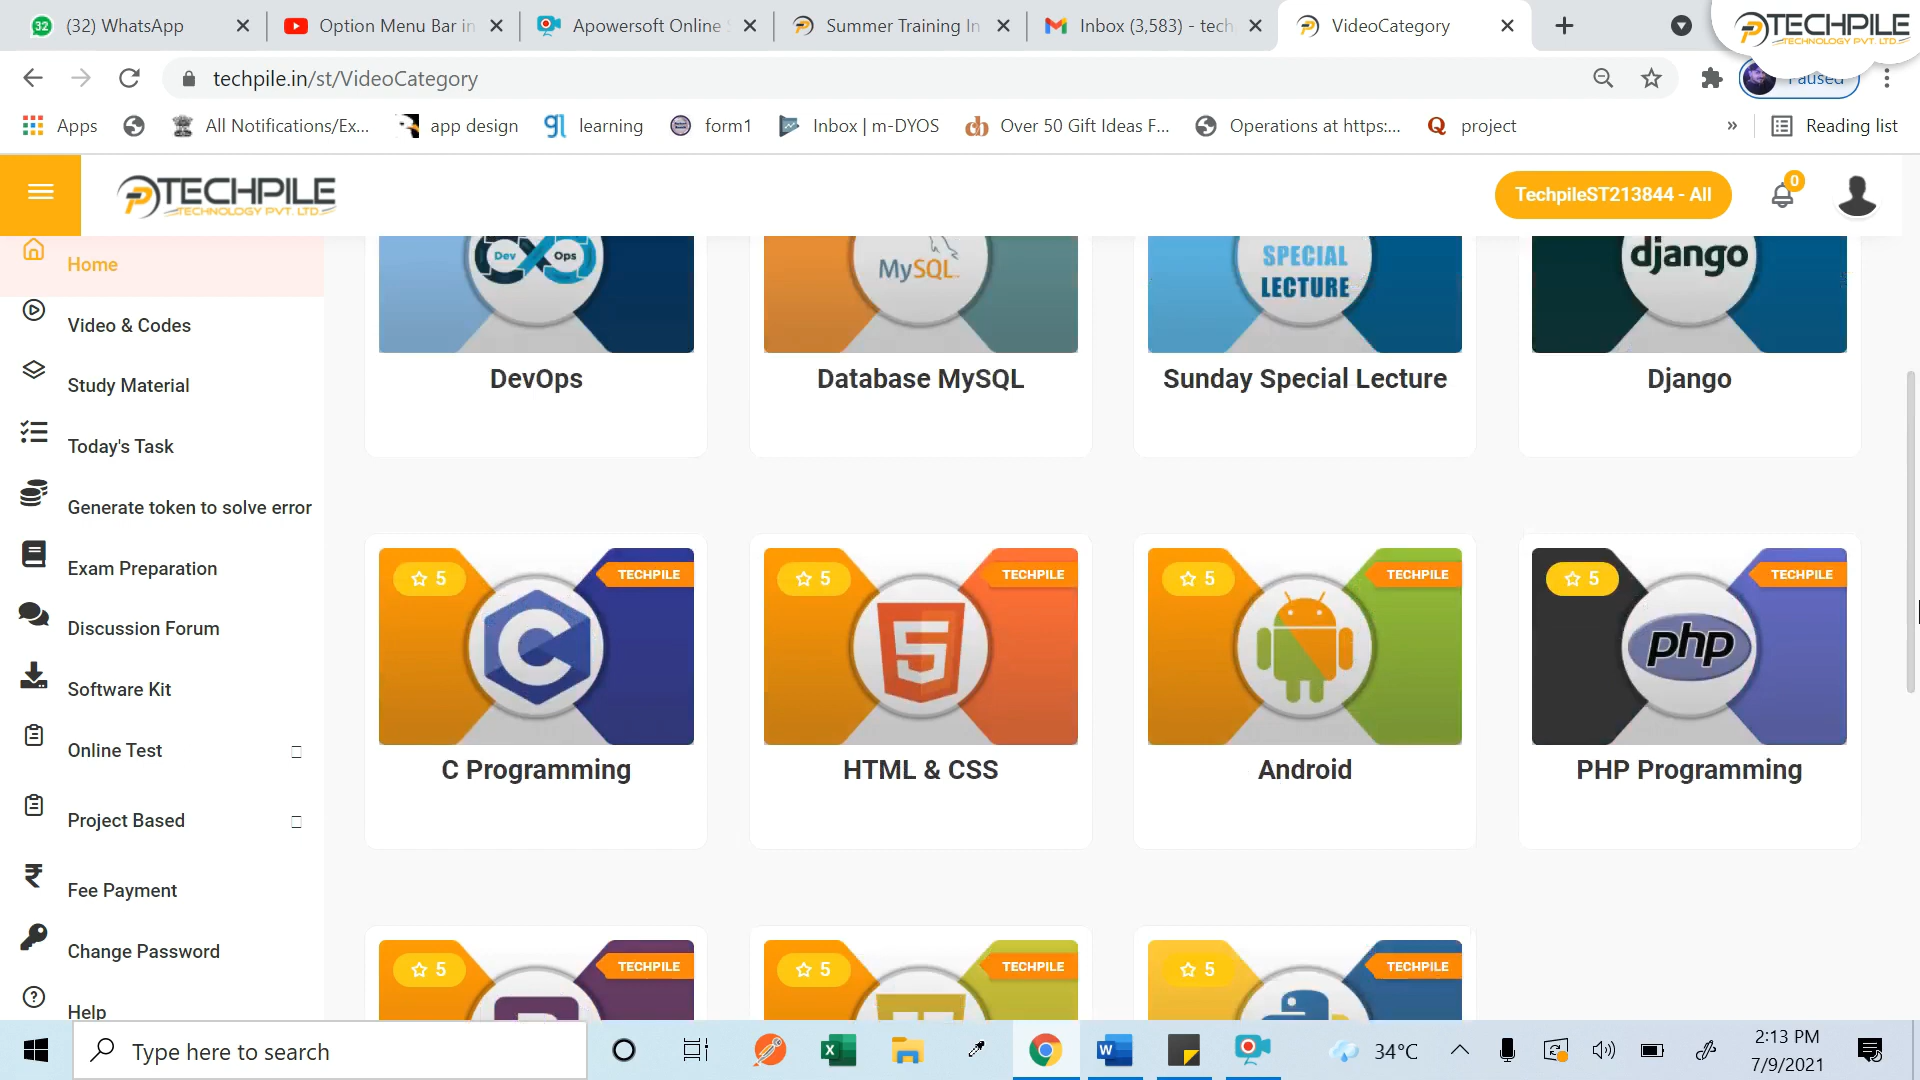 (32) WhatsApp
Option Menu Bar in
Apowersoft Online
Summer Training In
Inbox (3,583) - tech
VideoCategory
TECHPILE
TECHNOLOGY PVT. LTD.
techpile.in/st/VideoCategory
Paused
Apps
All Notifications/Ex...
app design
gl learning
form1
Inbox | m-DYOS
Over 50 Gift Ideas F...
Operations at https:...
Q project
»
Reading list
TECHPILE
TECHNOLOGY PVT. LTD.
TechpileST213844 - All
0
Home
Video & Codes
Study Material
Today's Task
Generate token to solve error
Exam Preparation
Discussion Forum
Software Kit
Online Test
Project Based
Fee Payment
Change Password
Help
Dev Ops
MySQL
SPECIAL
LECTURE
django
DevOps
Database MySQL
Sunday Special Lecture
Django
5
TECHPILE
C
5
TECHPILE
5
5
TECHPILE
5
TECHPILE
php
C Programming
HTML & CSS
Android
PHP Programming
5
TECHPILE
5
TECHPILE
5
TECHPILE
Type here to search
34°C
2:13 PM
7/9/2021